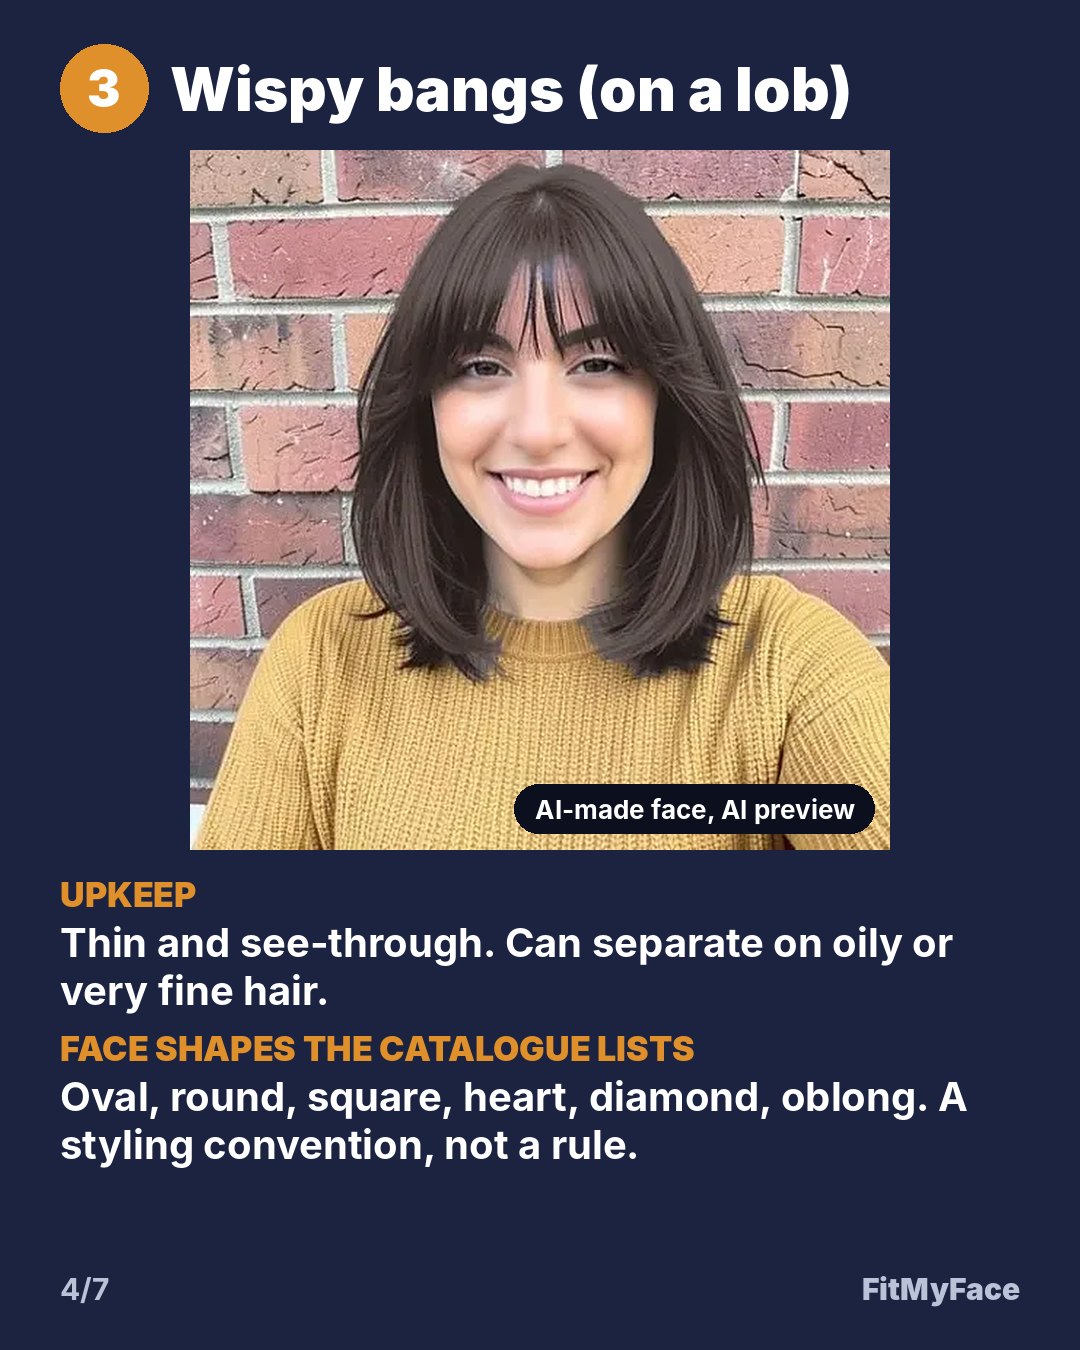 3 Wispy bangs (on a lob)
AI-made face, AI preview
UPKEEP
Thin and see-through. Can separate on oily or
very fine hair.
FACE SHAPES THE CATALOGUE LISTS
Oval, round, square, heart, diamond, oblong. A
styling convention, not a rule.
4/7
FitMyFace